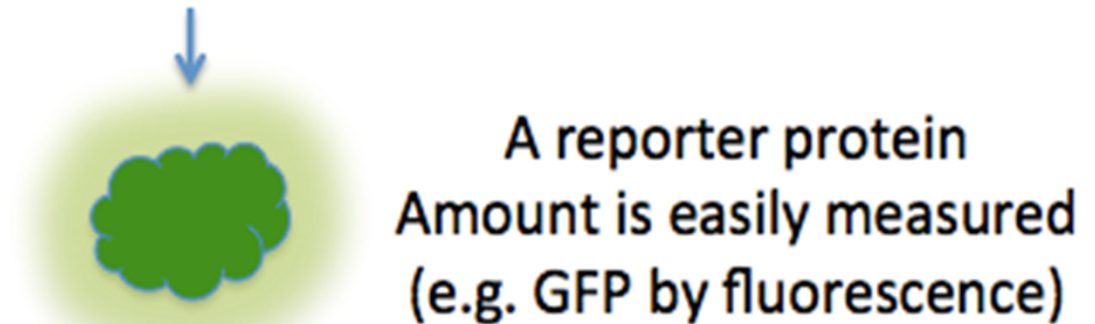 A reporter protein
Amount is easily measured
(e.g. GFP by fluorescence)